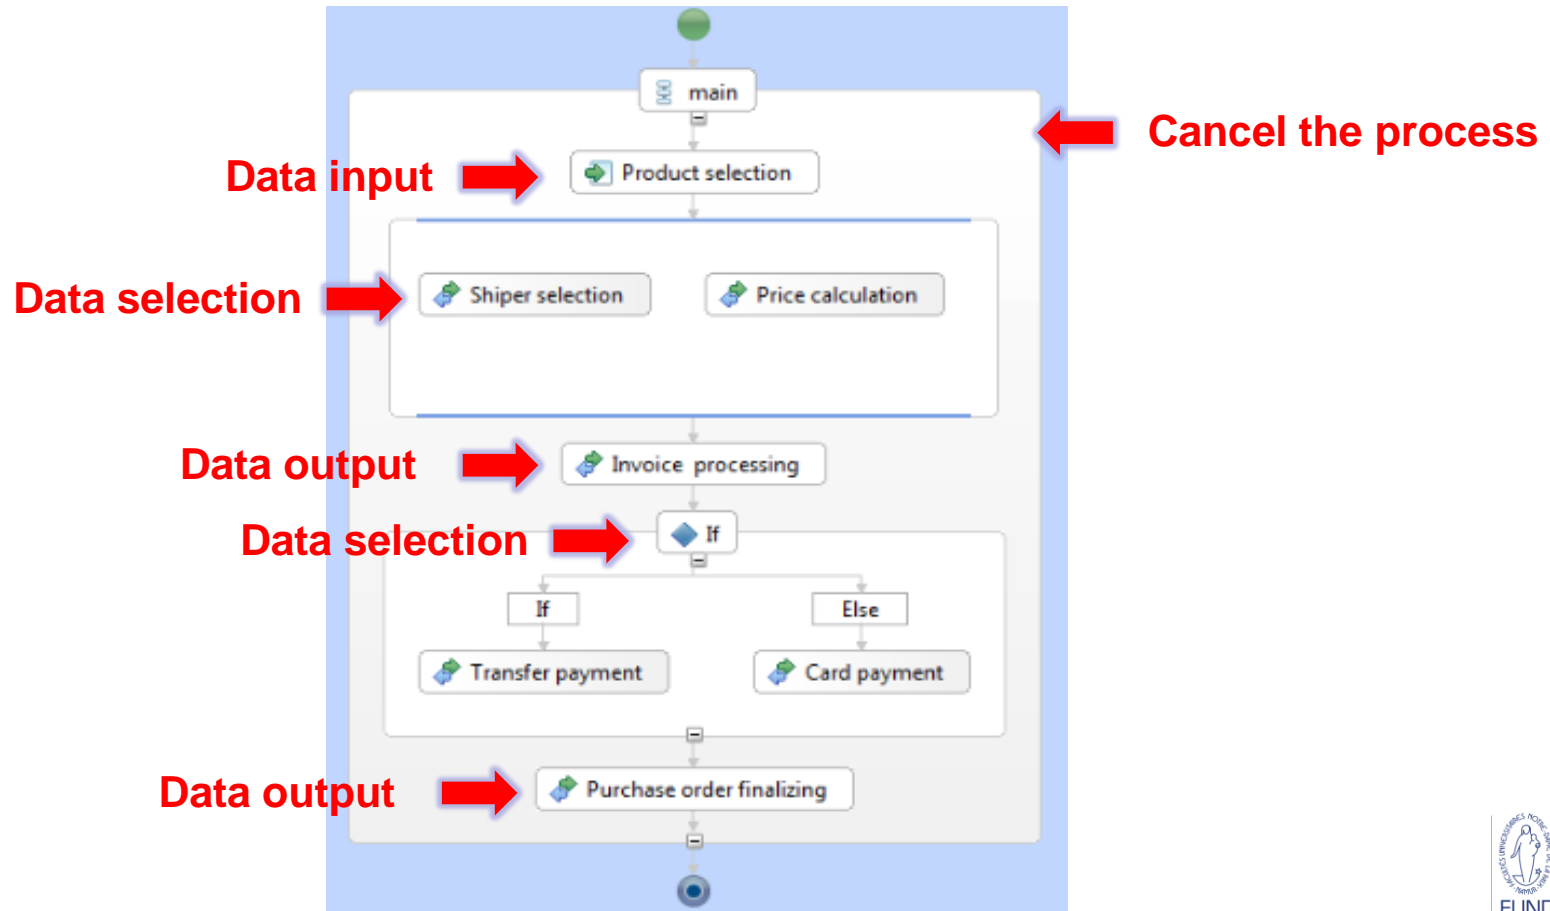 main
Cancel the process
Data input
Product selection
Data selection
Shiper selection
Price calculation
Data output
Invoice processing
Data selection
If
If
Else
Transfer payment
Card payment
Data output
Purchase order finalizing